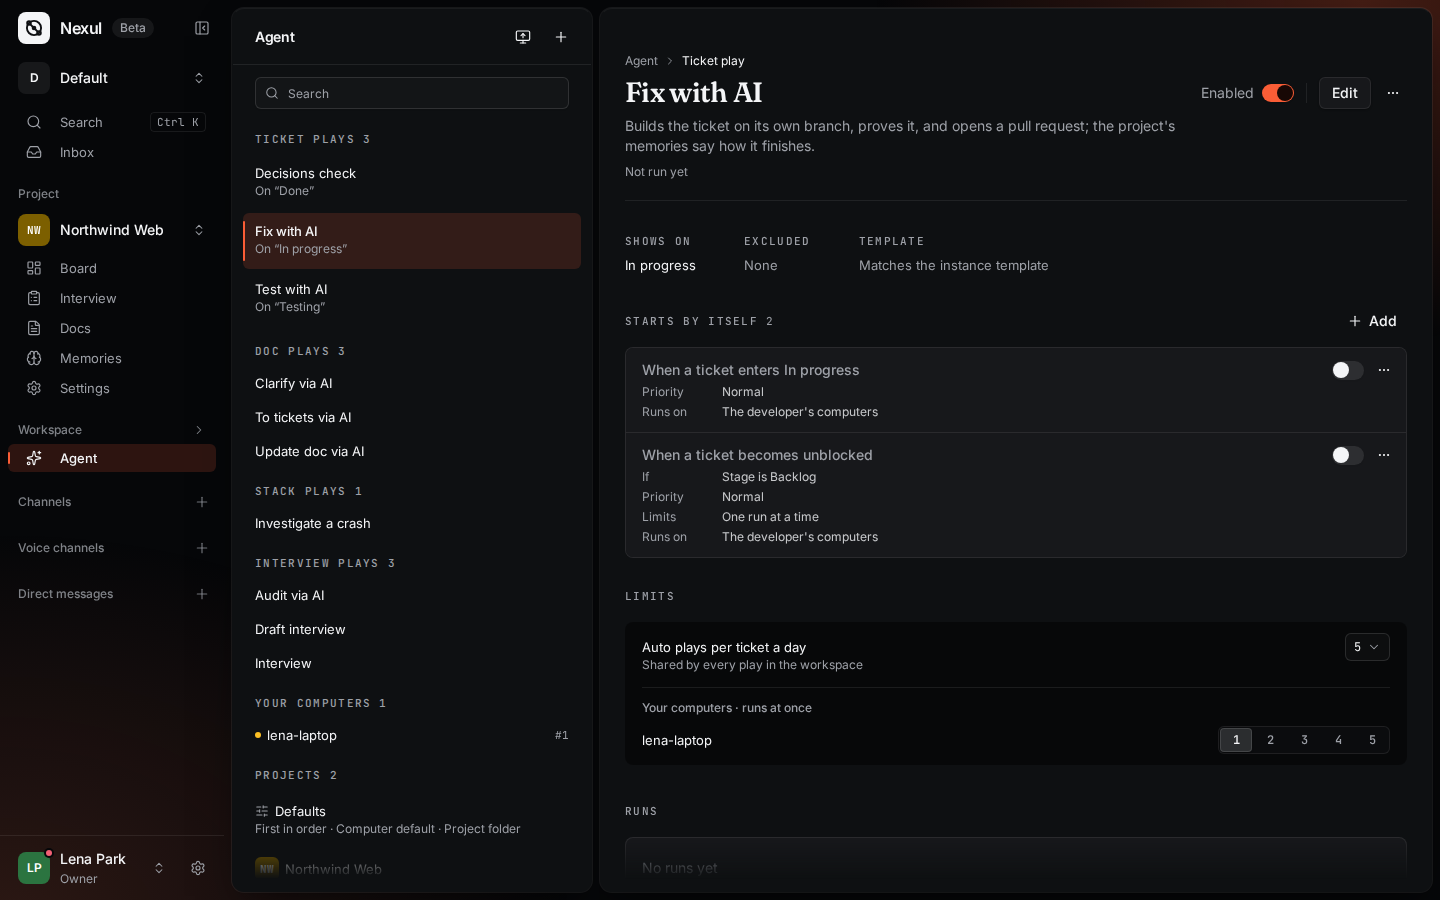 Nexul Beta
D Default
Search Ctrl K
Inbox
Project
NW Northwind Web
Board
Interview
Docs
Memories
Settings
Workspace
Agent
Channels
Voice channels
Direct messages
LP Lena Park
Owner
Agent
Search
TICKET PLAYS 3
Decisions check
On “Done”
Fix with AI
On “In progress”
Test with AI
On “Testing”
DOC PLAYS 3
Clarify via AI
To tickets via AI
Update doc via AI
STACK PLAYS 1
Investigate a crash
INTERVIEW PLAYS 3
Audit via AI
Draft interview
Interview
YOUR COMPUTERS 1
lena-laptop #1
PROJECTS 2
Defaults
First in order · Computer default · Project folder
NW Northwind Web
Agent Ticket play
Fix with AI
Enabled Edit
Builds the ticket on its own branch, proves it, and opens a pull request; the project's
memories say how it finishes.
Not run yet
SHOWS ON EXCLUDED TEMPLATE
In progress None Matches the instance template
STARTS BY ITSELF 2 Add
When a ticket enters In progress
Priority Normal
Runs on The developer's computers
When a ticket becomes unblocked
If Stage is Backlog
Priority Normal
Limits One run at a time
Runs on The developer's computers
LIMITS
Auto plays per ticket a day 5
Shared by every play in the workspace
Your computers · runs at once
lena-laptop 1 2 3 4 5
RUNS
No runs yet